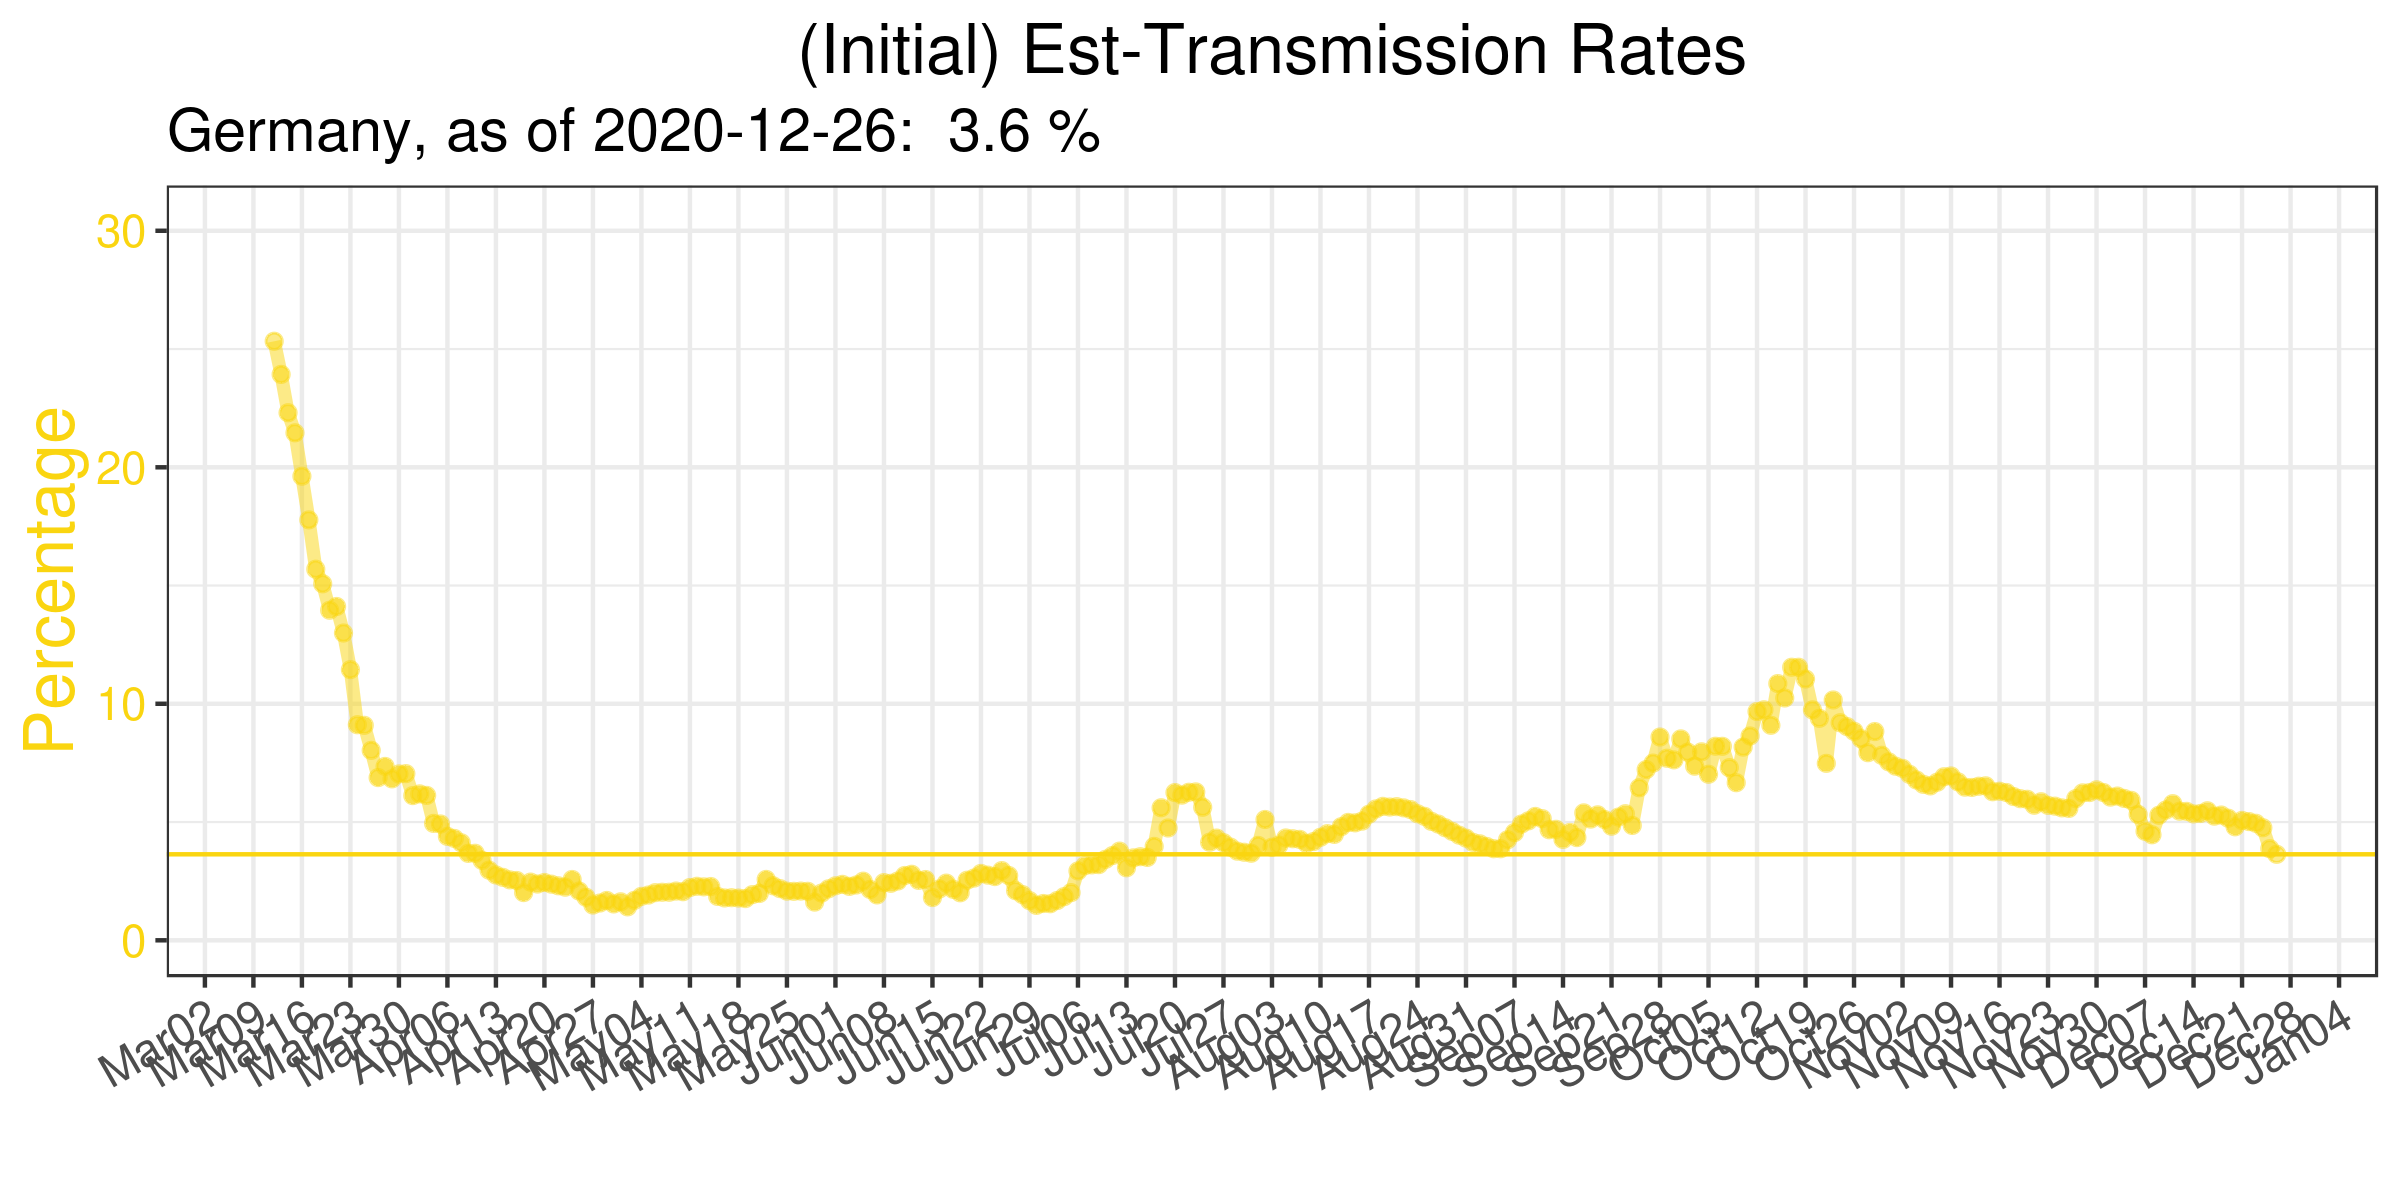 (Initial) Est-Transmission Rates
Germany, as of 2020-12-26:  3.6 %
Percentage
30
20
10
0
Mar02
Mar09
Mar16
Mar23
Mar30
Apr06
Apr13
Apr20
Apr27
May04
May11
May18
May25
Jun01
Jun08
Jun15
Jun22
Jun29
Jul06
Jul13
Jul20
Jul27
Aug03
Aug10
Aug17
Aug24
Aug31
Sep07
Sep14
Sep21
Sep28
Oct05
Oct12
Oct19
Oct26
Nov02
Nov09
Nov16
Nov23
Nov30
Dec07
Dec14
Dec21
Dec28
Jan04